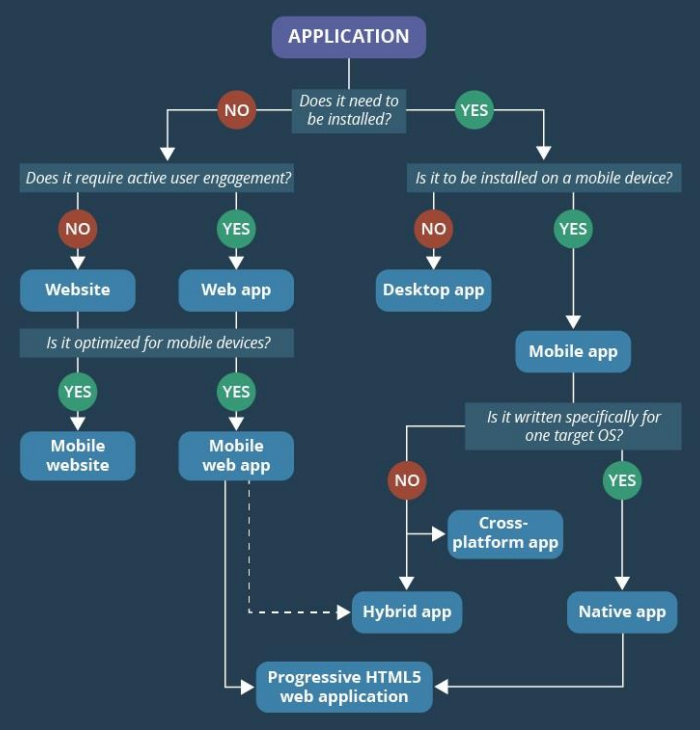 APPLICATION
Does it need to
be installed?
NO
YES
Does it require active user engagement?
Is it to be installed on a mobile device?
NO
YES
NO
YES
Website
Web app
Desktop app
Is it optimized for mobile devices?
Mobile app
YES
YES
Is it written specifically for
one target OS?
Mobile
website
Mobile
web app
NO
YES
Cross-
platform app
Hybrid app
Native app
Progressive HTML5
web application